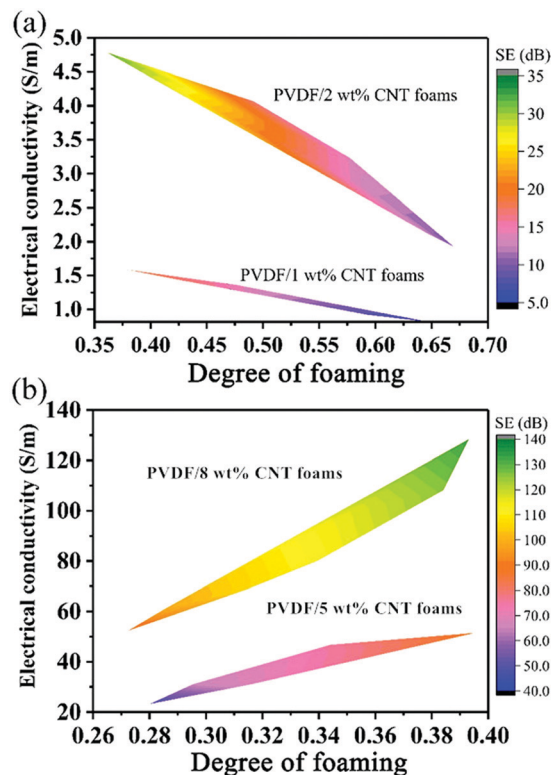 (a)
SE (dB)
5.0
4.5
4.0
3.5
3.0
2.5
2.0
1.5
1.0
Electrical conductivity (S/m)
PVDF/2 wt% CNT foams
PVDF/1 wt% CNT foams
35
30
25
20
15
10
5.0
0.35 0.40 0.45 0.50 0.55 0.60 0.65 0.70
Degree of foaming
(b)
SE (dB)
140
120
100
80
60
40
20
Electrical conductivity (S/m)
PVDF/8 wt% CNT foams
PVDF/5 wt% CNT foams
140
130
120
110
100
90.0
80.0
70.0
60.0
50.0
40.0
0.26 0.28 0.30 0.32 0.34 0.36 0.38 0.40
Degree of foaming